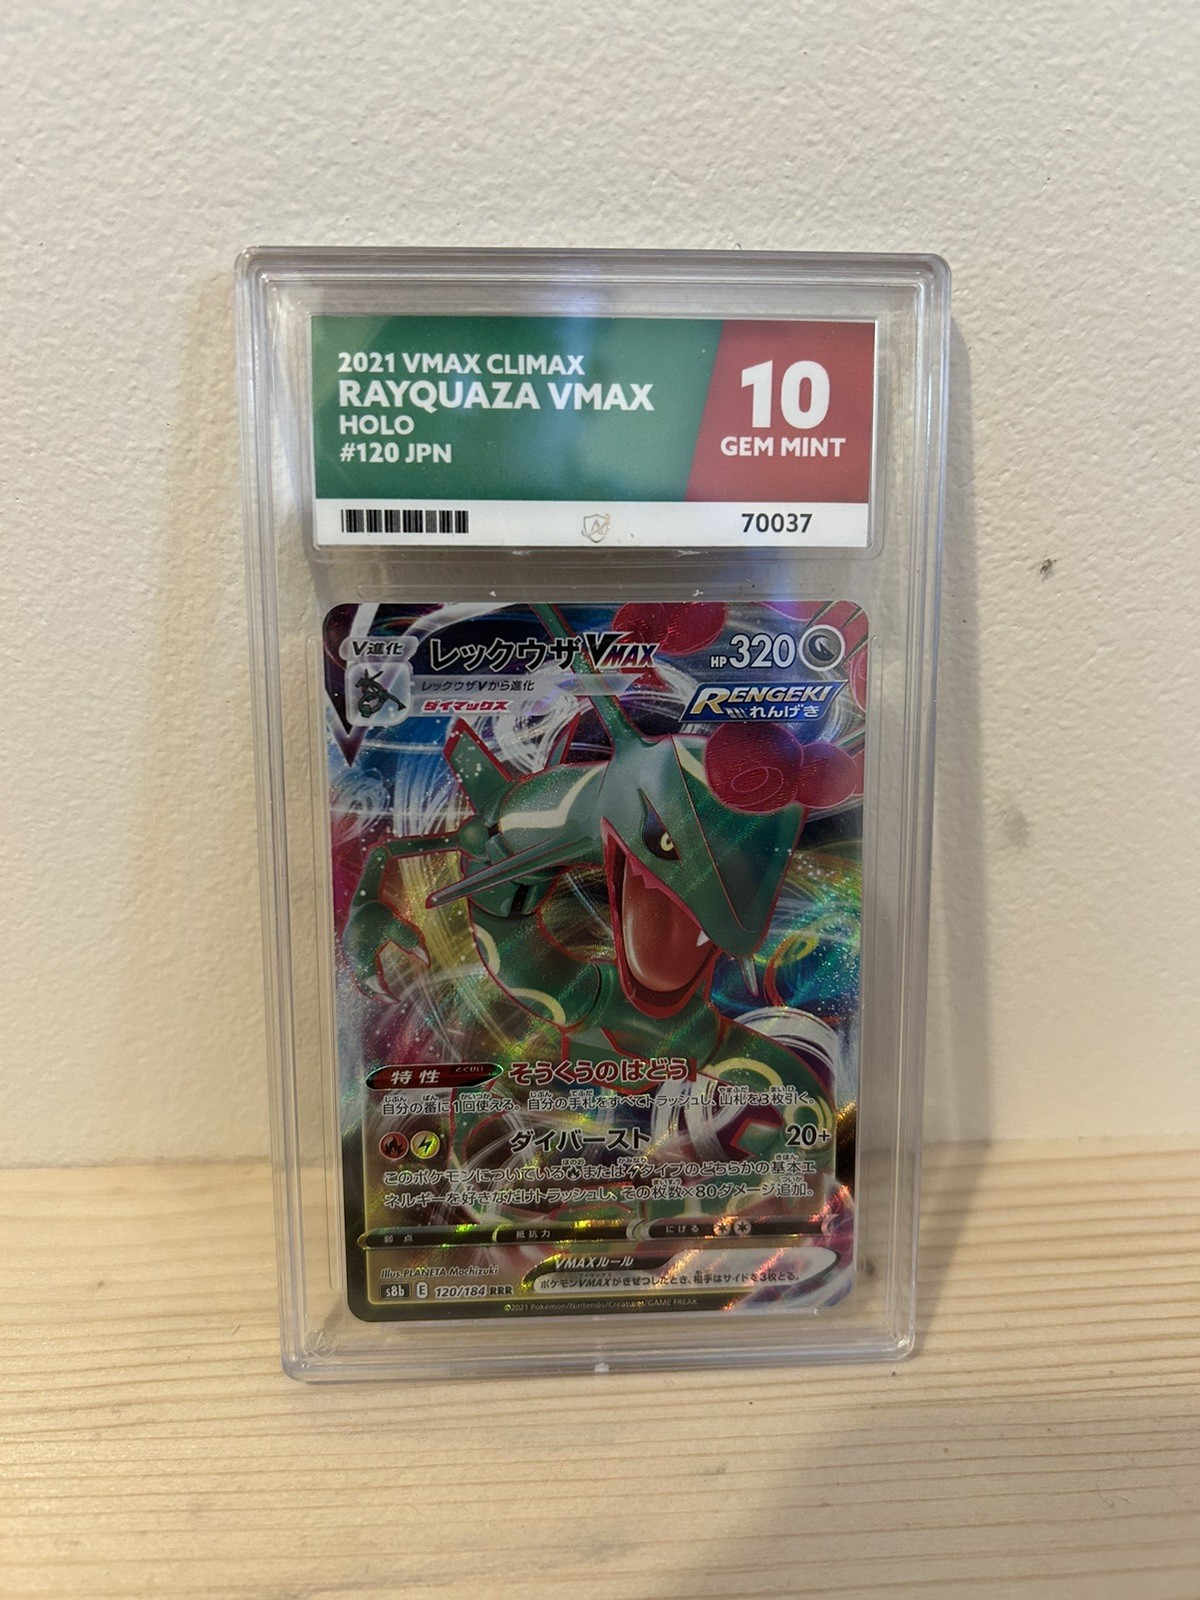 2021 VMAX CLIMAX
RAYQUAZA VMAX
HOLO
#120 JPN
10
GEM MINT
70037
V進化
レックウザVMAX
HP320
レックウザVから進化
ダイマックス
RENGEKI
れんげき
特性 とくせい
そうくうのはどう
自分の番に1回使える。自分の手札をすべてトラッシュし、山札を3枚引く。
ダイバースト 20+
このポケモンについている またはタイプのどちらかの基本エ
ネルギーを好きなだけトラッシュし、その枚数×80ダメージ追加。
弱点 抵抗力 にげる
VMAXルール
ポケモンVMAXがきぜつしたとき、相手はサイドを3枚とる。
Illus. PLANETA Mochizuki
s8b E 120/184 RRR
©2021 Pokémon/Nintendo/Creatures/GAME FREAK